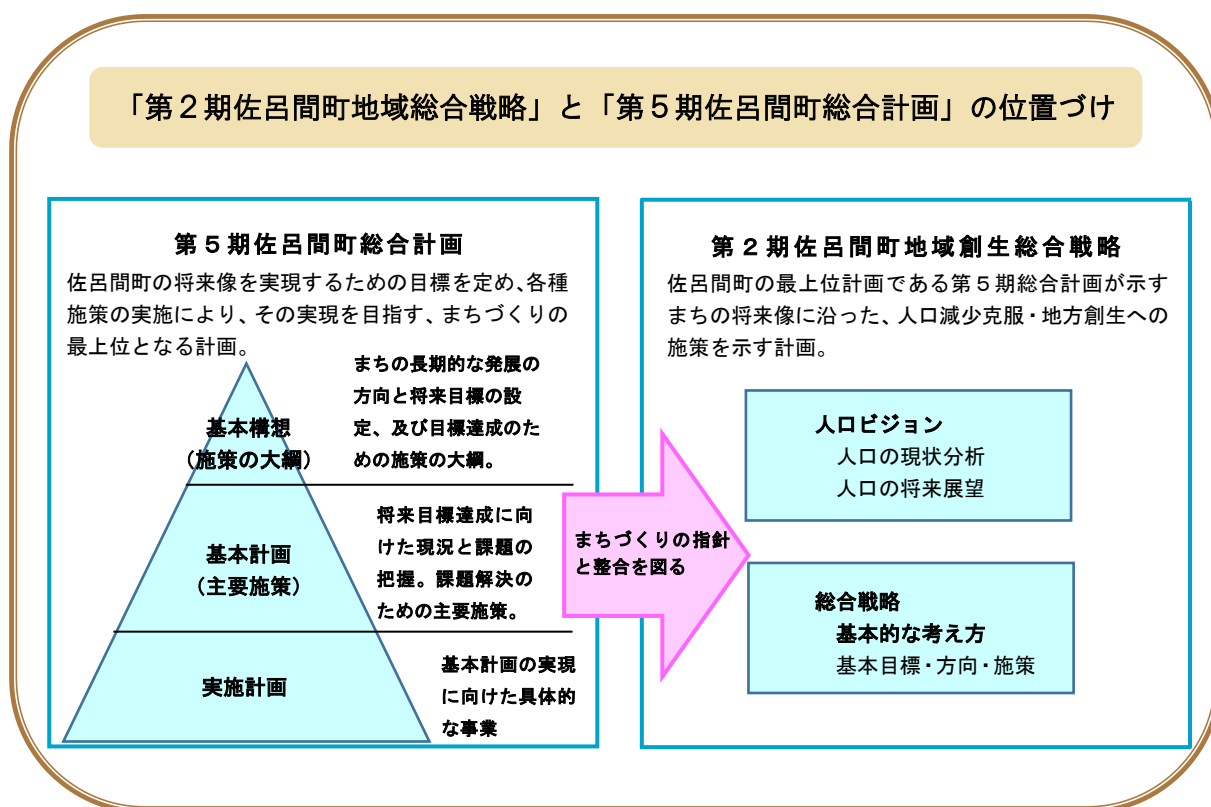 「第２期佐呂間町地域総合戦略」と「第５期佐呂間町総合計画」の位置づけ
第５期佐呂間町総合計画
佐呂間町の将来像を実現するための目標を定め、各種
施策の実施により、その実現を目指す、まちづくりの
最上位となる計画。
まちの長期的な発展の
方向と将来目標の設
定、及び目標達成のた
めの施策の大綱。
基本構想
（施策の大綱）
将来目標達成に向
けた現況と課題の
把握。課題解決の
ための主要施策。
基本計画
（主要施策）
実施計画
基本計画の実現
に向けた具体的
な事業
まちづくりの指針
と整合を図る
第２期佐呂間町地域創生総合戦略
佐呂間町の最上位計画である第５期総合計画が示す
まちの将来像に沿った、人口減少克服・地方創生への
施策を示す計画。
人口ビジョン
人口の現状分析
人口の将来展望
総合戦略
基本的な考え方
基本目標・方向・施策